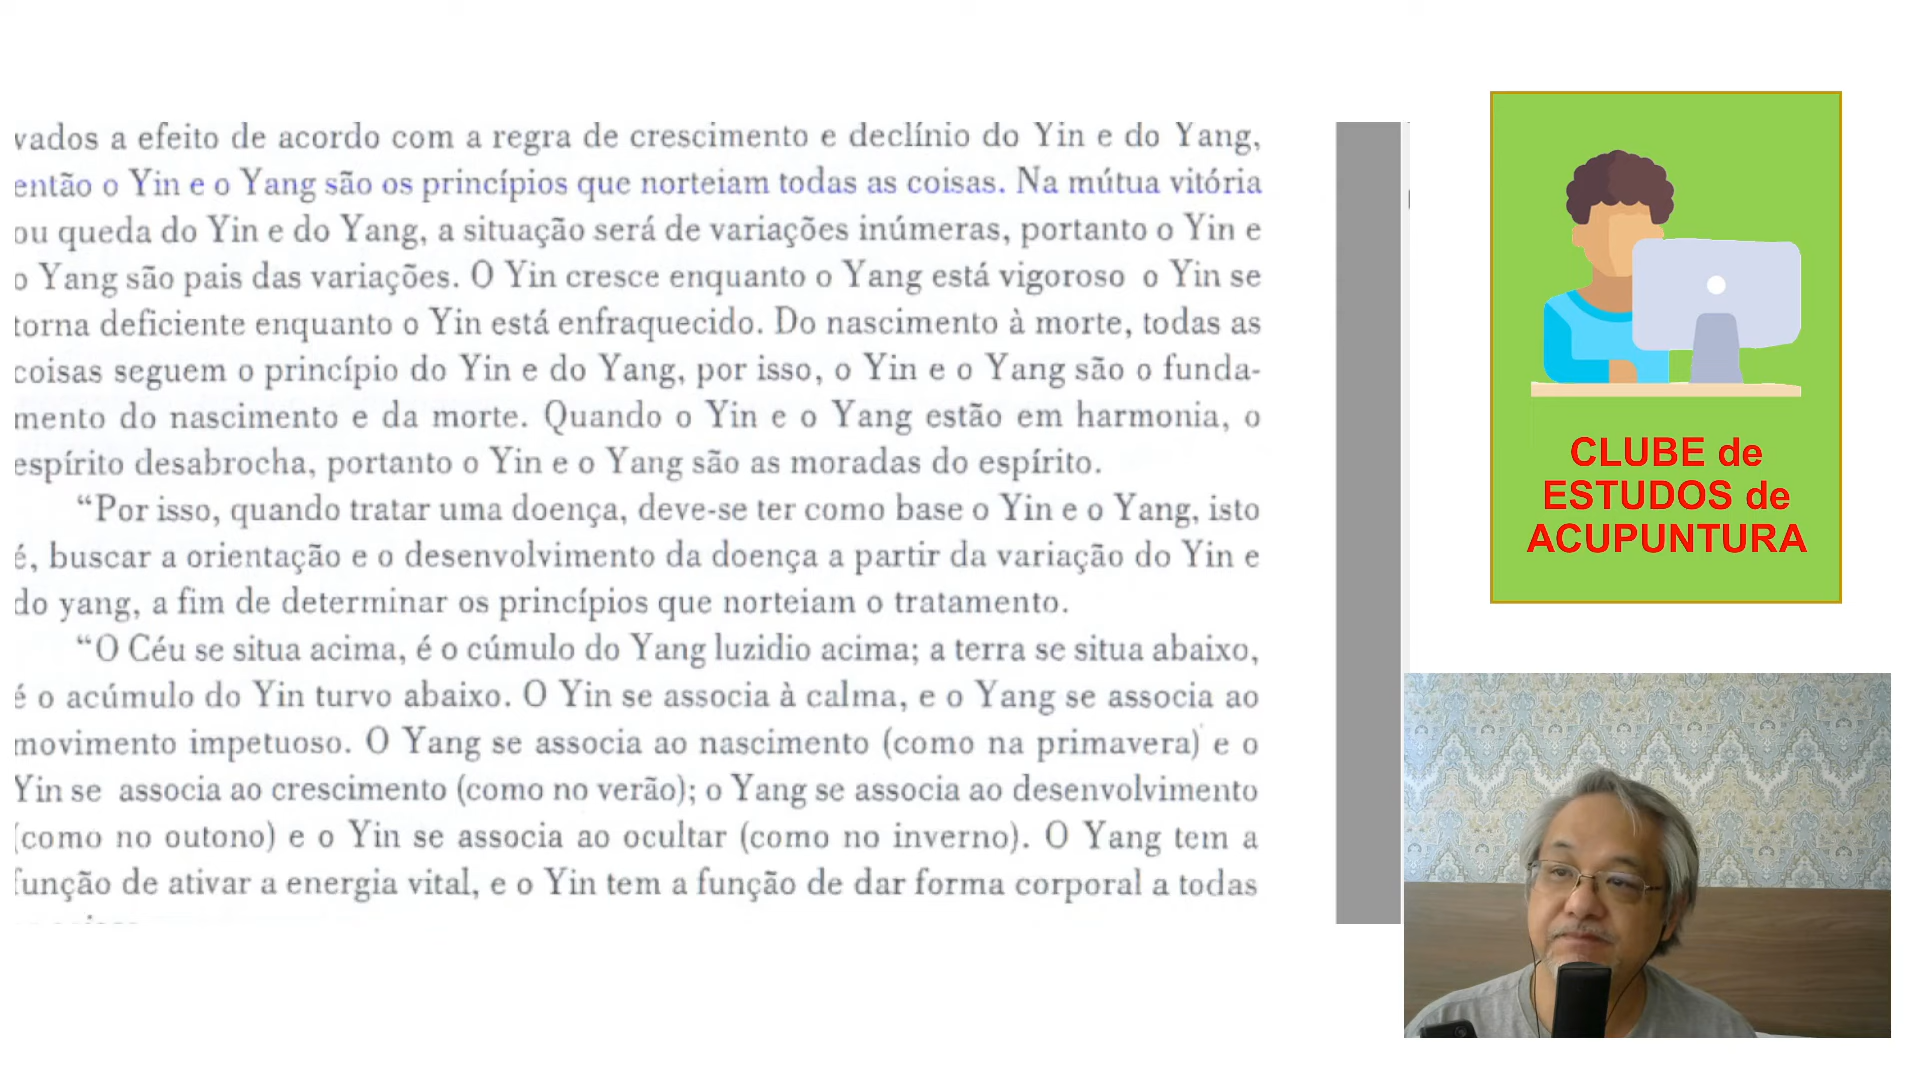 vados a efeito de acordo com a regra de crescimento e declínio do Yin e do Yang,
então o Yin e o Yang são os princípios que norteiam todas as coisas. Na mútua vitória
ou queda do Yin e do Yang, a situação será de variações inúmeras, portanto o Yin e
o Yang são pais das variações. O Yin cresce enquanto o Yang está vigoroso o Yin se
torna deficiente enquanto o Yin está enfraquecido. Do nascimento à morte, todas as
coisas seguem o princípio do Yin e do Yang, por isso, o Yin e o Yang são o funda-
mento do nascimento e da morte. Quando o Yin e o Yang estão em harmonia, o
espírito desabrocha, portanto o Yin e o Yang são as moradas do espírito.
“Por isso, quando tratar uma doença, deve-se ter como base o Yin e o Yang, isto
é, buscar a orientação e o desenvolvimento da doença a partir da variação do Yin e
do yang, a fim de determinar os princípios que norteiam o tratamento.
“O Céu se situa acima, é o cúmulo do Yang luzidio acima; a terra se situa abaixo,
é o acúmulo do Yin turvo abaixo. O Yin se associa à calma, e o Yang se associa ao
movimento impetuoso. O Yang se associa ao nascimento (como na primavera) e o
Yin se associa ao crescimento (como no verão); o Yang se associa ao desenvolvimento
(como no outono) e o Yin se associa ao ocultar (como no inverno). O Yang tem a
função de ativar a energia vital, e o Yin tem a função de dar forma corporal a todas
CLUBE de
ESTUDOS de
ACUPUNTURA